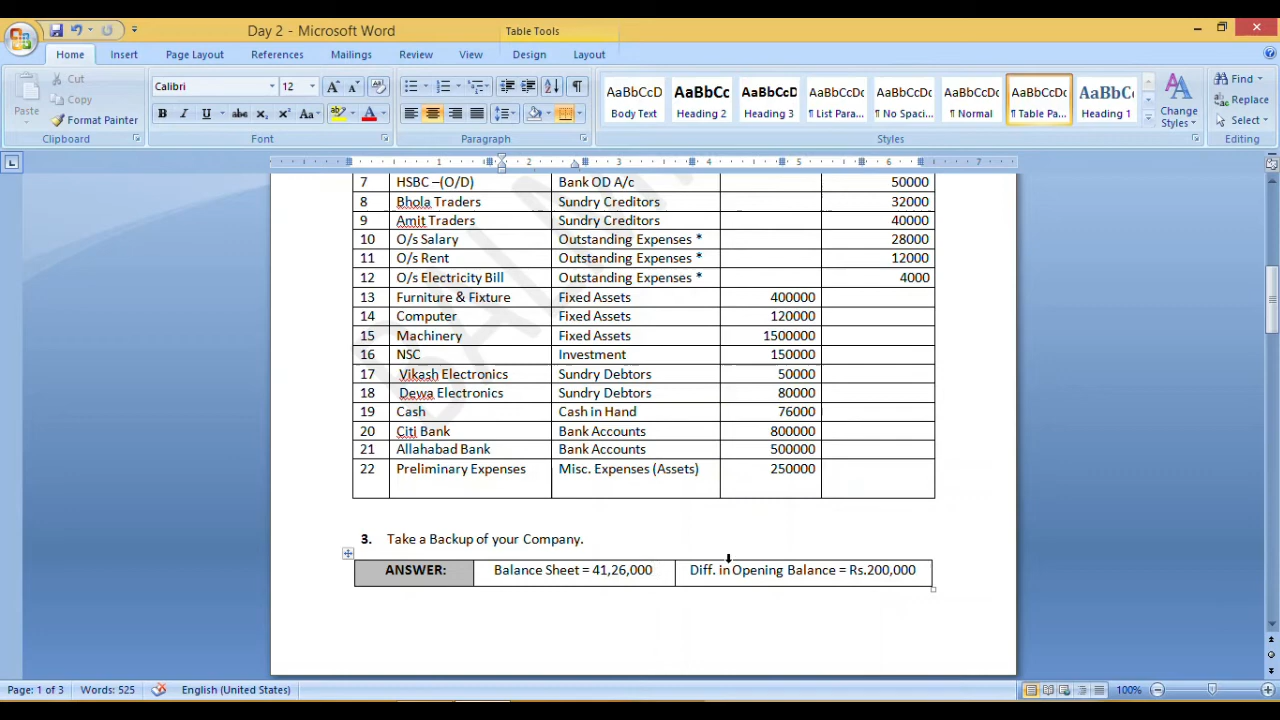 Day 2 - Microsoft Word
Table Tools
Home Insert Page Layout References Mailings Review View Design Layout
Paste
Cut
Copy
Format Painter
Clipboard
Calibri 12
Font
Paragraph
AaBbCcD Body Text
AaBbCc Heading 2
AaBbCc Heading 3
AaBbCcDc ¶ List Para...
AaBbCcDc ¶ No Spaci...
AaBbCcDc ¶ Normal
AaBbCcDc ¶ Table Pa...
AaBbC Heading 1
Change Styles
Styles
Find
Replace
Select
Editing
1 2 3 4 5 6 7
7 HSBC –(O/D) Bank OD A/c 50000
8 Bhola Traders Sundry Creditors 32000
9 Amit Traders Sundry Creditors 40000
10 O/s Salary Outstanding Expenses * 28000
11 O/s Rent Outstanding Expenses * 12000
12 O/s Electricity Bill Outstanding Expenses * 4000
13 Furniture & Fixture Fixed Assets 400000
14 Computer Fixed Assets 120000
15 Machinery Fixed Assets 1500000
16 NSC Investment 150000
17 Vikash Electronics Sundry Debtors 50000
18 Dewa Electronics Sundry Debtors 80000
19 Cash Cash in Hand 76000
20 Citi Bank Bank Accounts 800000
21 Allahabad Bank Bank Accounts 500000
22 Preliminary Expenses Misc. Expenses (Assets) 250000
3. Take a Backup of your Company.
ANSWER: Balance Sheet = 41,26,000 Diff. in Opening Balance = Rs.200,000
Page: 1 of 3 Words: 525 English (United States) 100%